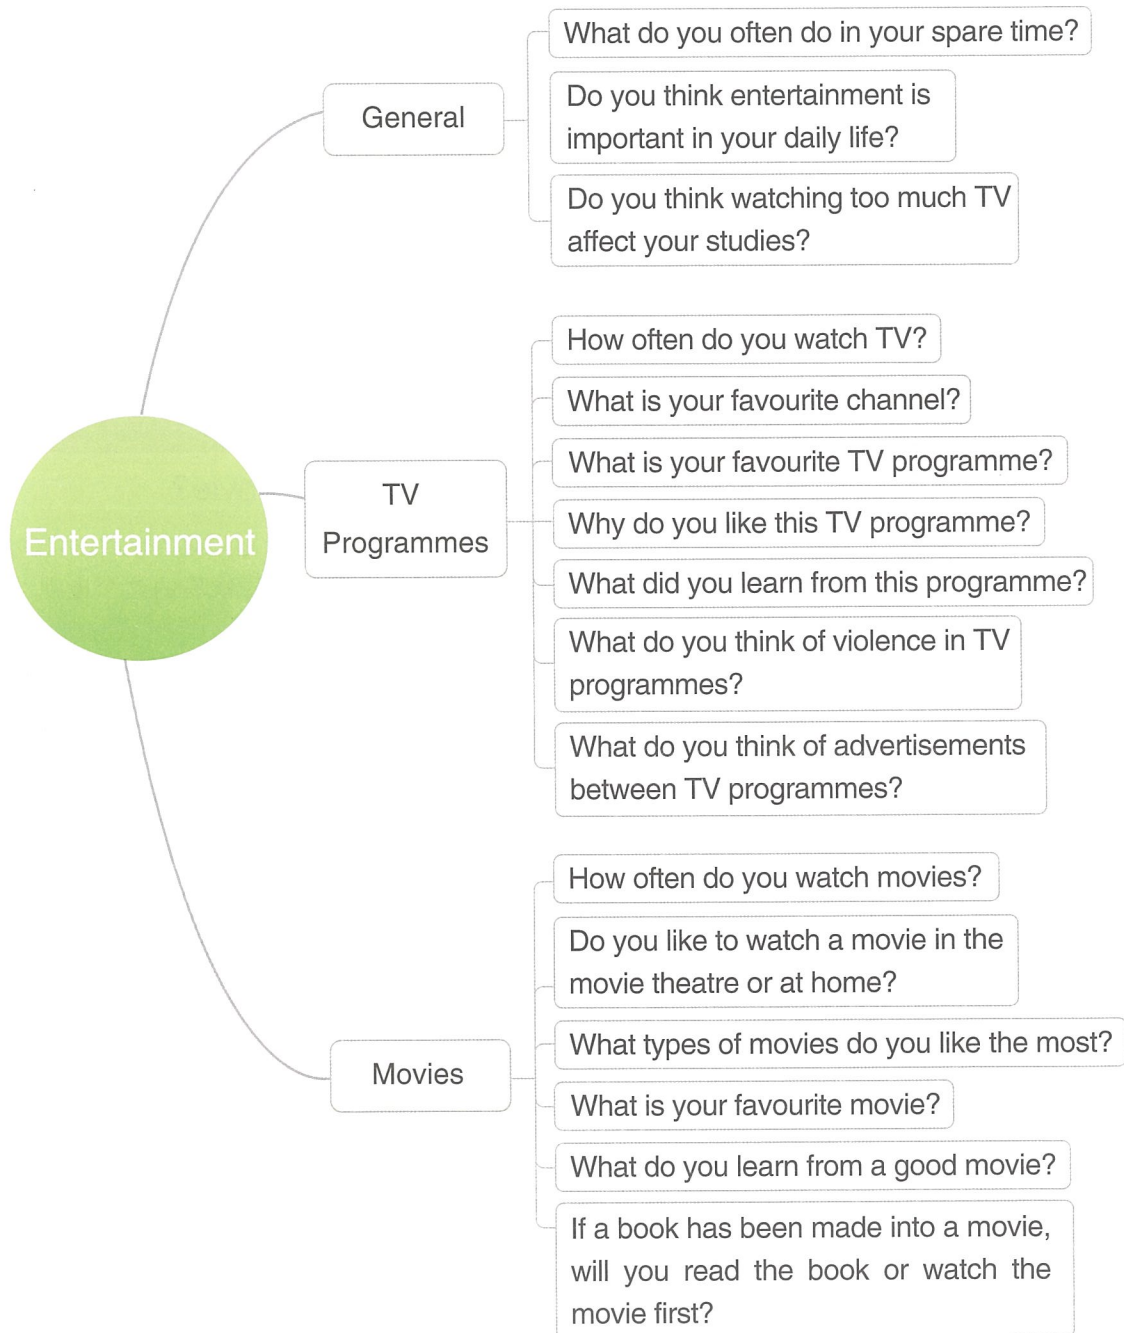 Entertainment
General
What do you often do in your spare time?
Do you think entertainment is
important in your daily life?
Do you think watching too much TV
affect your studies?
TV
Programmes
How often do you watch TV?
What is your favourite channel?
What is your favourite TV programme?
Why do you like this TV programme?
What did you learn from this programme?
What do you think of violence in TV
programmes?
What do you think of advertisements
between TV programmes?
Movies
How often do you watch movies?
Do you like to watch a movie in the
movie theatre or at home?
What types of movies do you like the most?
What is your favourite movie?
What do you learn from a good movie?
If a book has been made into a movie,
will you read the book or watch the
movie first?